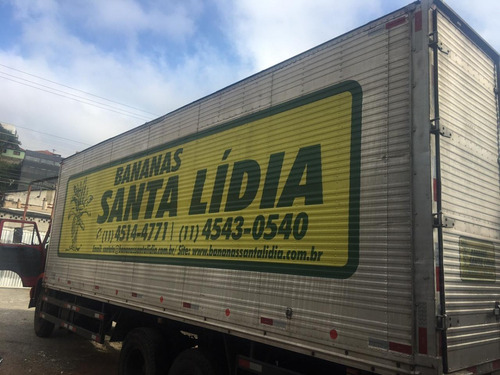 BANANAS
SANTA LÍDIA
(11) 4514-4771 | (11) 4543-0540
Site: www.bananassantalidia.com.br